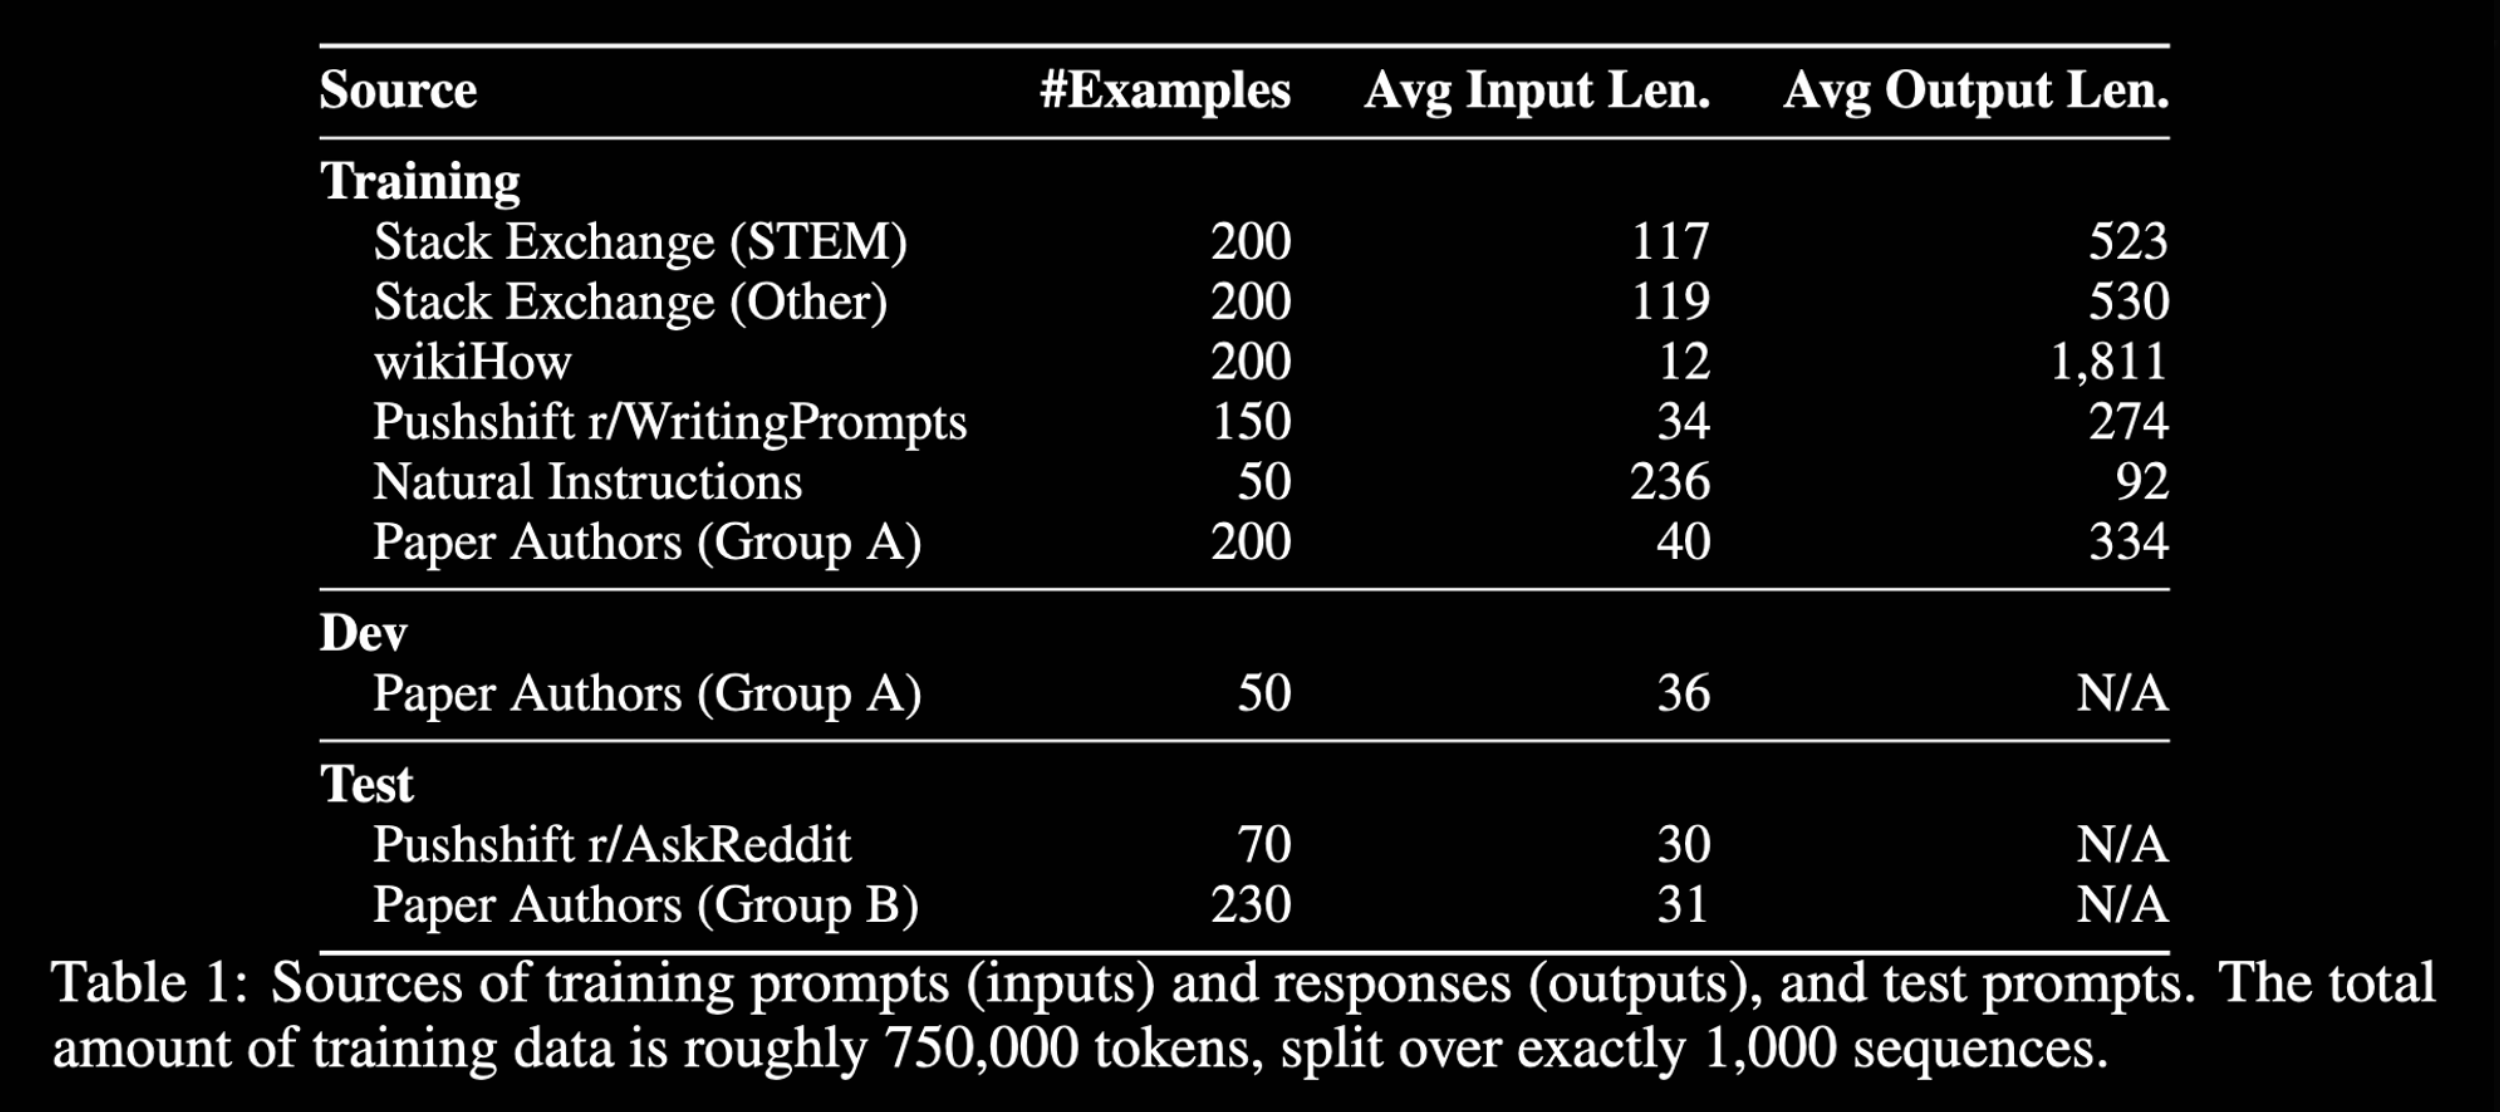 Source #Examples Avg Input Len. Avg Output Len.
Training
Stack Exchange (STEM) 200 117 523
Stack Exchange (Other) 200 119 530
wikiHow 200 12 1,811
Pushshift r/WritingPrompts 150 34 274
Natural Instructions 50 236 92
Paper Authors (Group A) 200 40 334
Dev
Paper Authors (Group A) 50 36 N/A
Test
Pushshift r/AskReddit 70 30 N/A
Paper Authors (Group B) 230 31 N/A
Table 1: Sources of training prompts (inputs) and responses (outputs), and test prompts. The total
amount of training data is roughly 750,000 tokens, split over exactly 1,000 sequences.